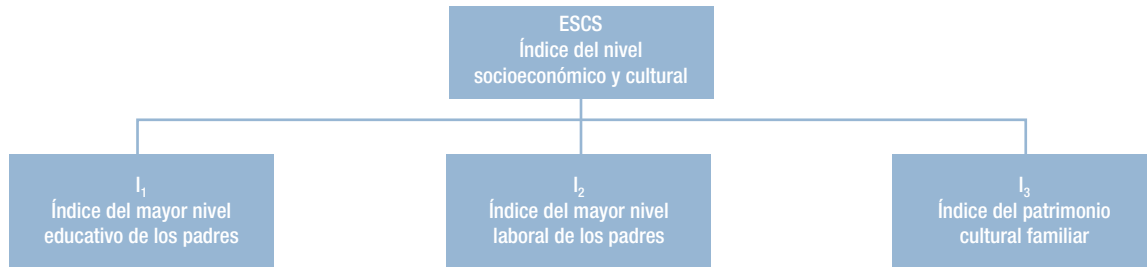 ESCS
Índice del nivel
socioeconómico y cultural
I₁
Índice del mayor nivel
educativo de los padres
I₂
Índice del mayor nivel
laboral de los padres
I₃
Índice del patrimonio
cultural familiar